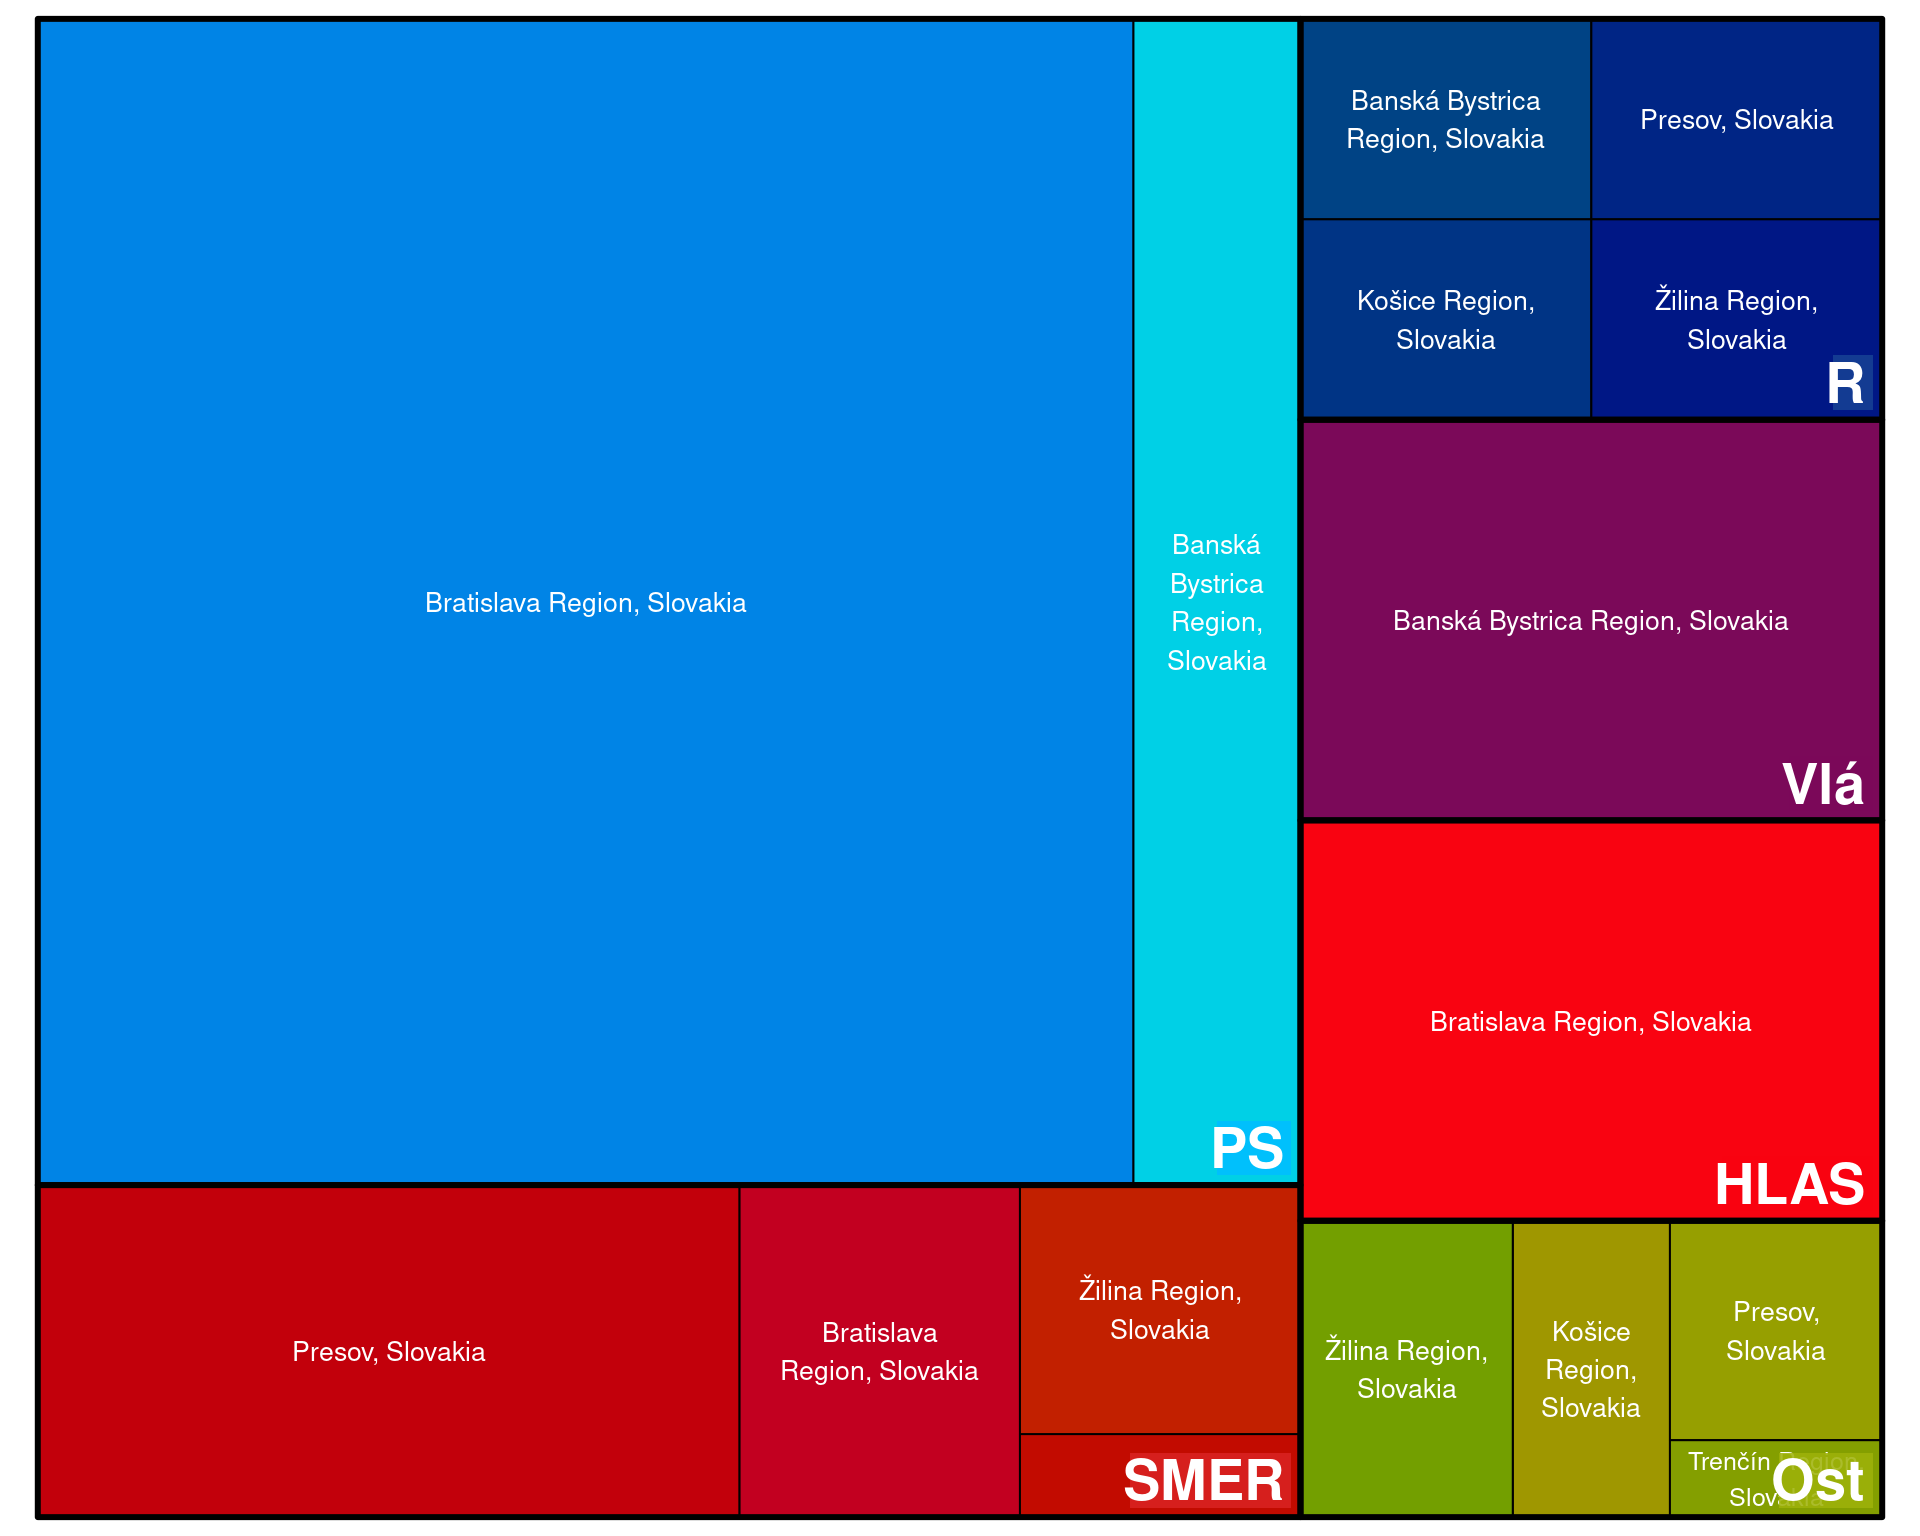 Bratislava Region, Slovakia
Banská
Bystrica
Region,
Slovakia
PS
Banská Bystrica
Region, Slovakia
Presov, Slovakia
Košice Region,
Slovakia
Žilina Region,
Slovakia
R
Banská Bystrica Region, Slovakia
Vlá
Bratislava Region, Slovakia
HLAS
Presov, Slovakia
Bratislava
Region, Slovakia
Žilina Region,
Slovakia
SMER
Žilina Region,
Slovakia
Košice
Region,
Slovakia
Presov,
Slovakia
Trenčín Region,
Slovakia
Ost